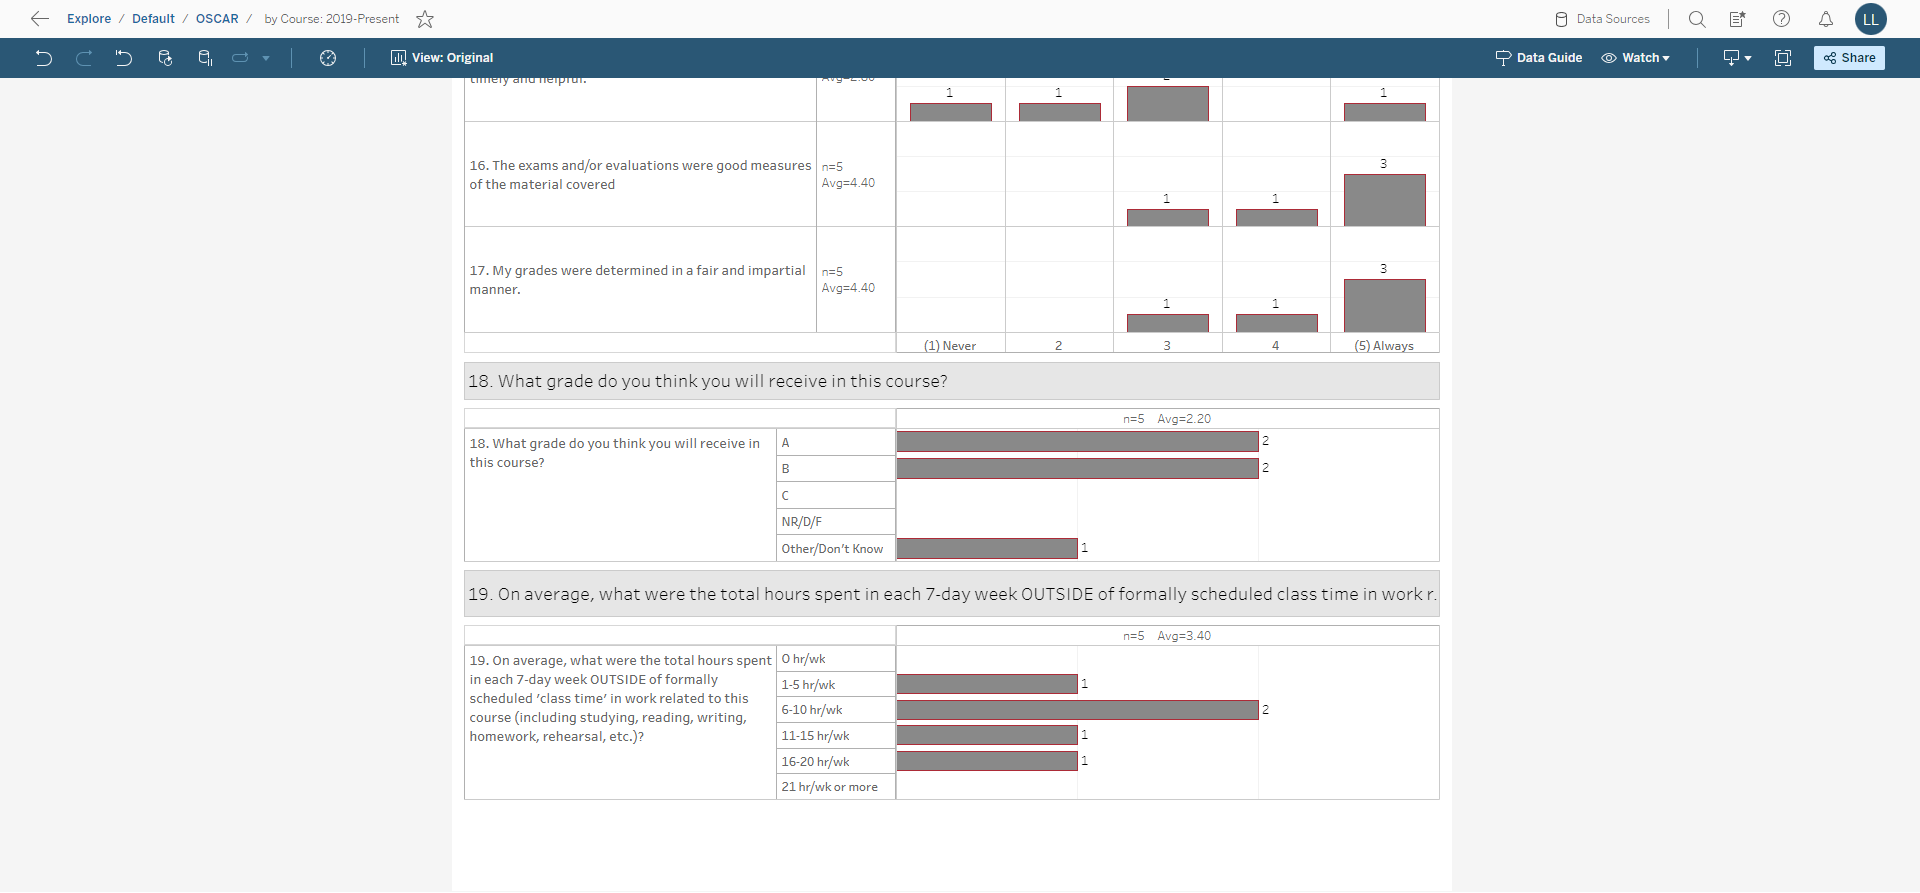 Explore / Default / OSCAR / by Course: 2019-Present
Data Sources
LL
View: Original
Data Guide
Watch
Share
timely and helpful.
1
1
2
1
16. The exams and/or evaluations were good measures
of the material covered
n=5
Avg=4.40
1
1
3
17. My grades were determined in a fair and impartial
manner.
n=5
Avg=4.40
1
1
3
(1) Never
2
3
4
(5) Always
18. What grade do you think you will receive in this course?
n=5 Avg=2.20
18. What grade do you think you will receive in
this course?
A
2
B
2
C
NR/D/F
Other/Don't Know
1
19. On average, what were the total hours spent in each 7-day week OUTSIDE of formally scheduled class time in work r.
n=5 Avg=3.40
19. On average, what were the total hours spent
in each 7-day week OUTSIDE of formally
scheduled ‘class time’ in work related to this
course (including studying, reading, writing,
homework, rehearsal, etc.)?
0 hr/wk
1-5 hr/wk
1
6-10 hr/wk
2
11-15 hr/wk
1
16-20 hr/wk
1
21 hr/wk or more